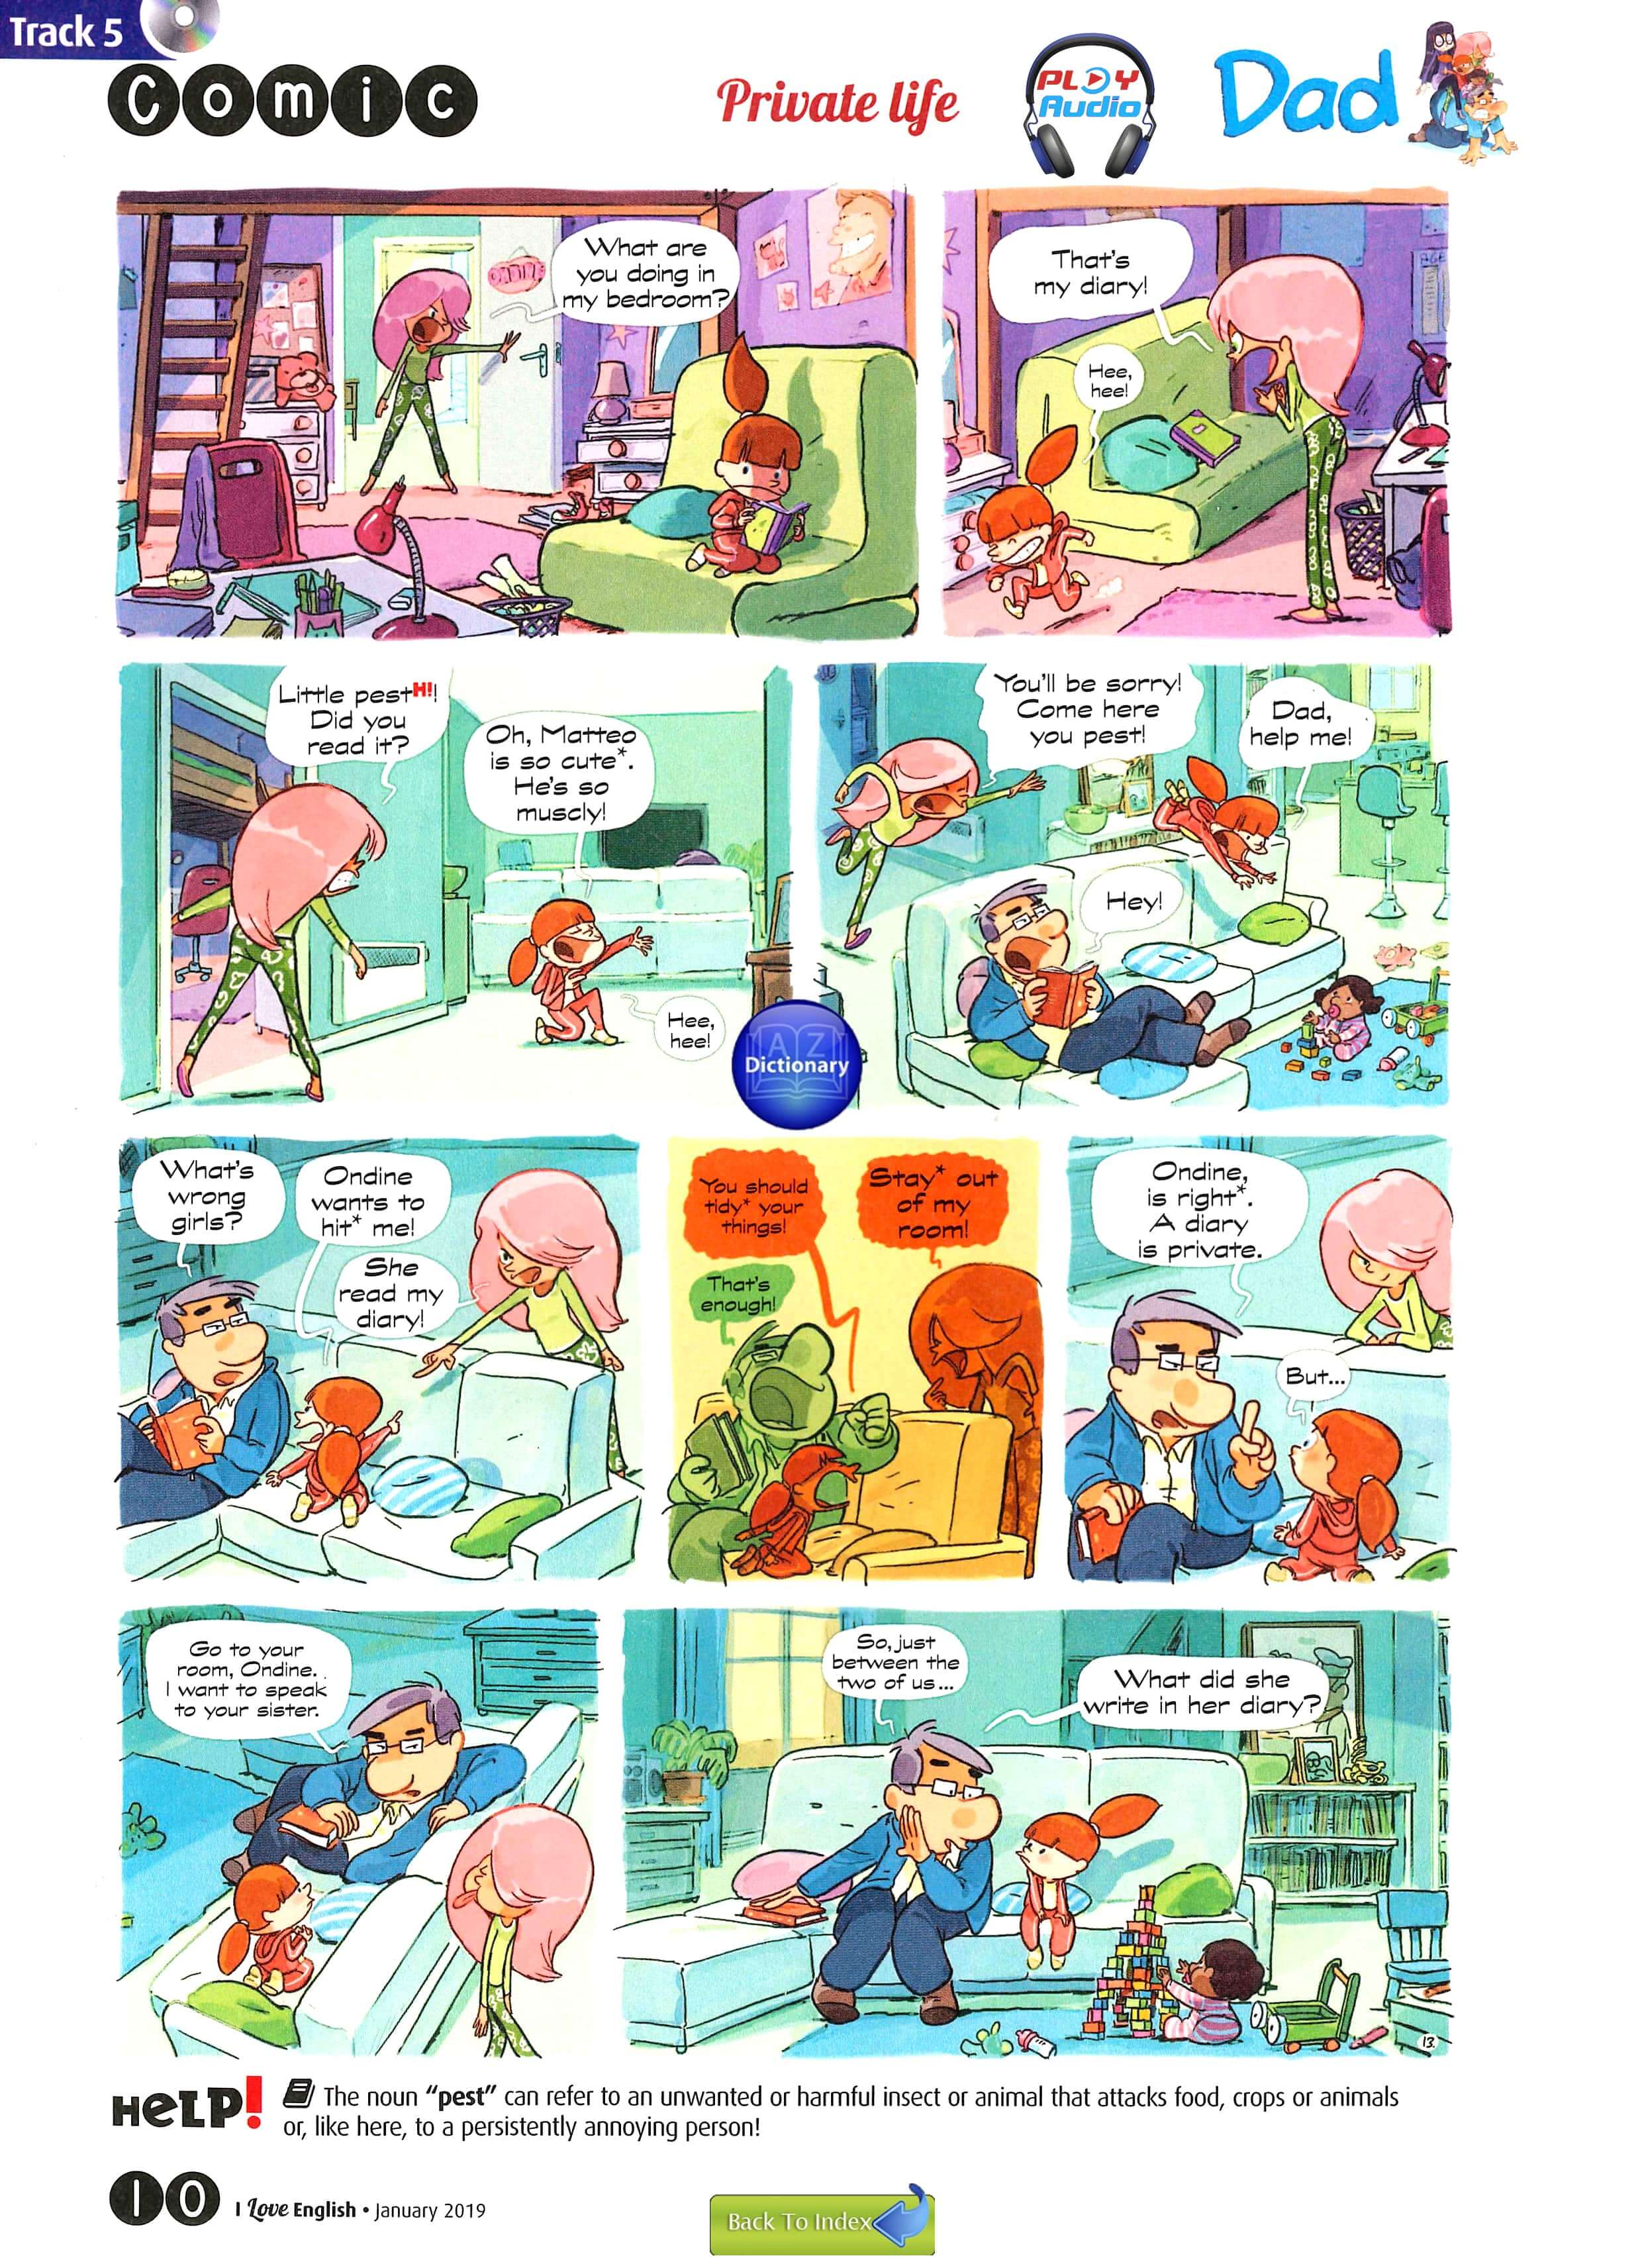 Track 5
Comic
Private life
PLAY
Audio
Dad
What are
you doing in
my bedroom?
That's
my diary!
Hee,
hee!
Little pestH!!
Did you
read it?
Oh, Matteo
is so cute*.
He's so
muscly!
Hee,
hee!
You'll be sorry!
Come here
you pest!
Dad,
help me!
Hey!
A Z
Dictionary
What's
wrong
girls?
Ondine
wants to
hit* me!
She
read my
diary!
You should
tidy* your
things!
Stay* out
of my
room!
That's
enough!
Ondine,
is right*.
A diary
is private.
But...
Go to your
room, Ondine.
I want to speak
to your sister.
So, just
between the
two of us...
What did she
write in her diary?
13.
HELP!
The noun "pest" can refer to an unwanted or harmful insect or animal that attacks food, crops or animals
or, like here, to a persistently annoying person!
10
I Love English • January 2019
Back To Index